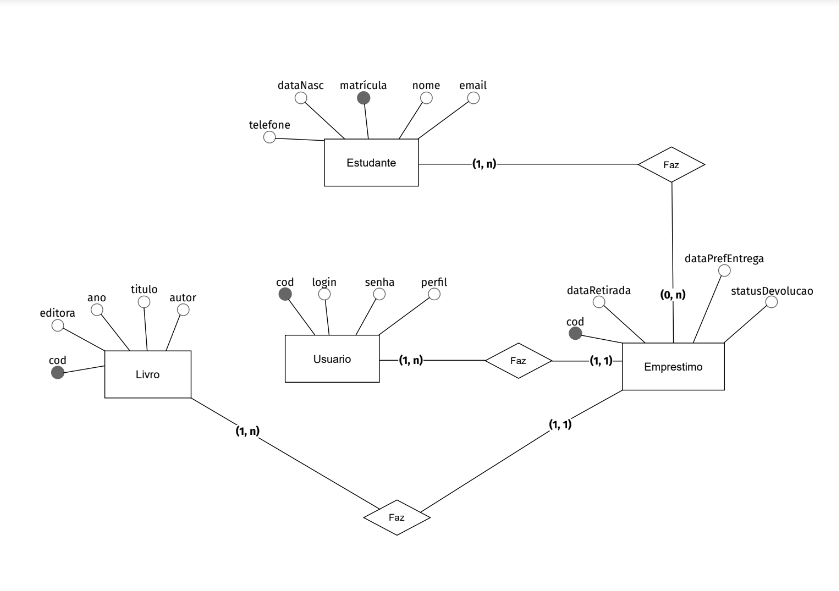 dataNasc
matrícula
nome
email
telefone
Estudante
(1, n)
Faz
dataPrefEntrega
(0, n)
dataRetirada
statusDevolucao
cod
Emprestimo
cod
login
senha
perfil
Usuario
(1, n)
Faz
(1, 1)
editora
ano
titulo
autor
cod
Livro
(1, n)
(1, 1)
Faz